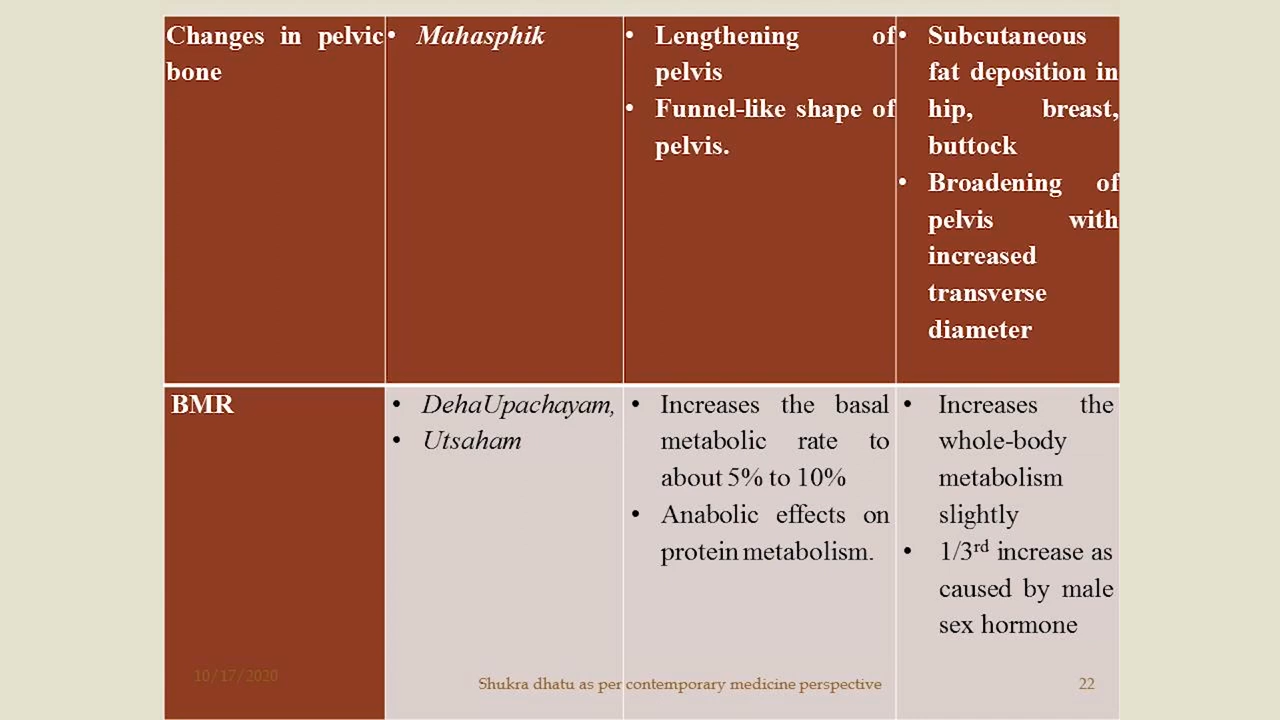 Changes in pelvic
bone
• Mahasphik
• Lengthening of
pelvis
• Funnel-like shape of
pelvis.
• Subcutaneous
fat deposition in
hip, breast,
buttock
• Broadening of
pelvis with
increased
transverse
diameter
BMR
• DehaUpachayam,
• Utsaham
• Increases the basal
metabolic rate to
about 5% to 10%
• Anabolic effects on
protein metabolism.
• Increases the
whole-body
metabolism
slightly
• 1/3rd increase as
caused by male
sex hormone
10/17/2020
Shukra dhatu as per contemporary medicine perspective
22